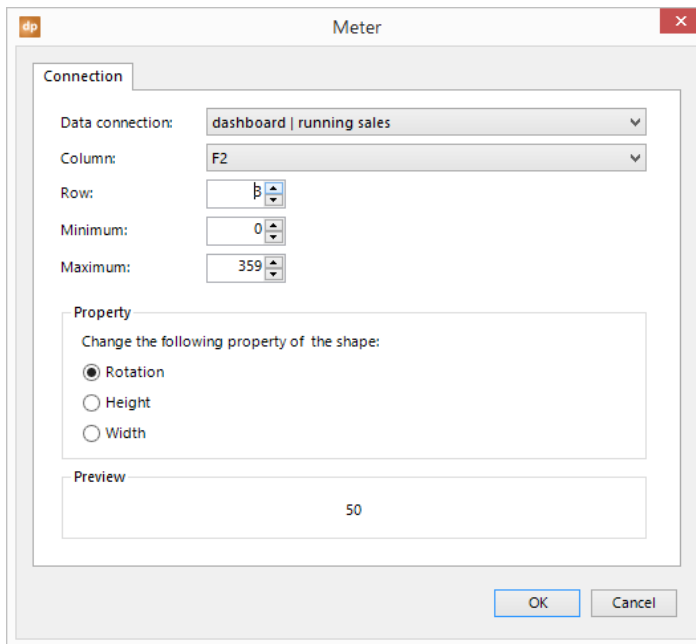 dp
Meter
Connection
Data connection: dashboard | running sales
Column: F2
Row: 3
Minimum: 0
Maximum: 359
Property
Change the following property of the shape:
Rotation
Height
Width
Preview
50
OK Cancel